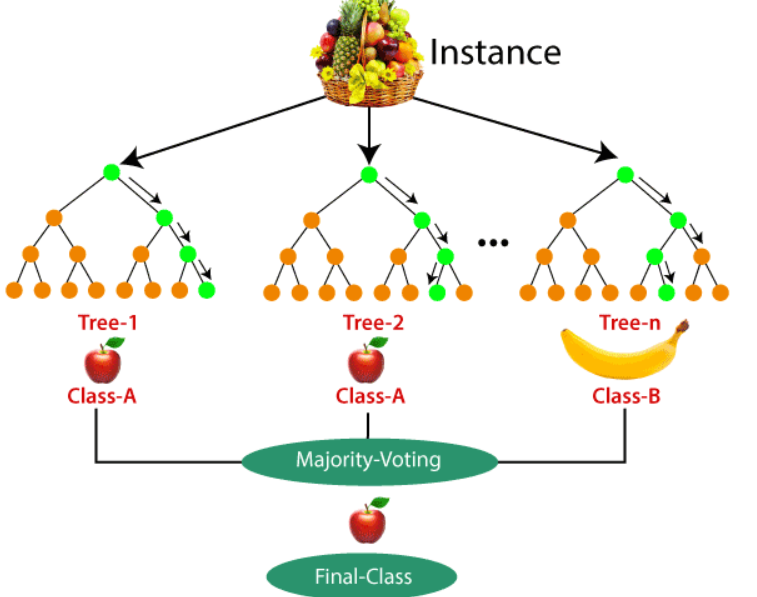 Instance
...
Tree-1
Tree-2
Tree-n
Class-A
Class-A
Class-B
Majority-Voting
Final-Class